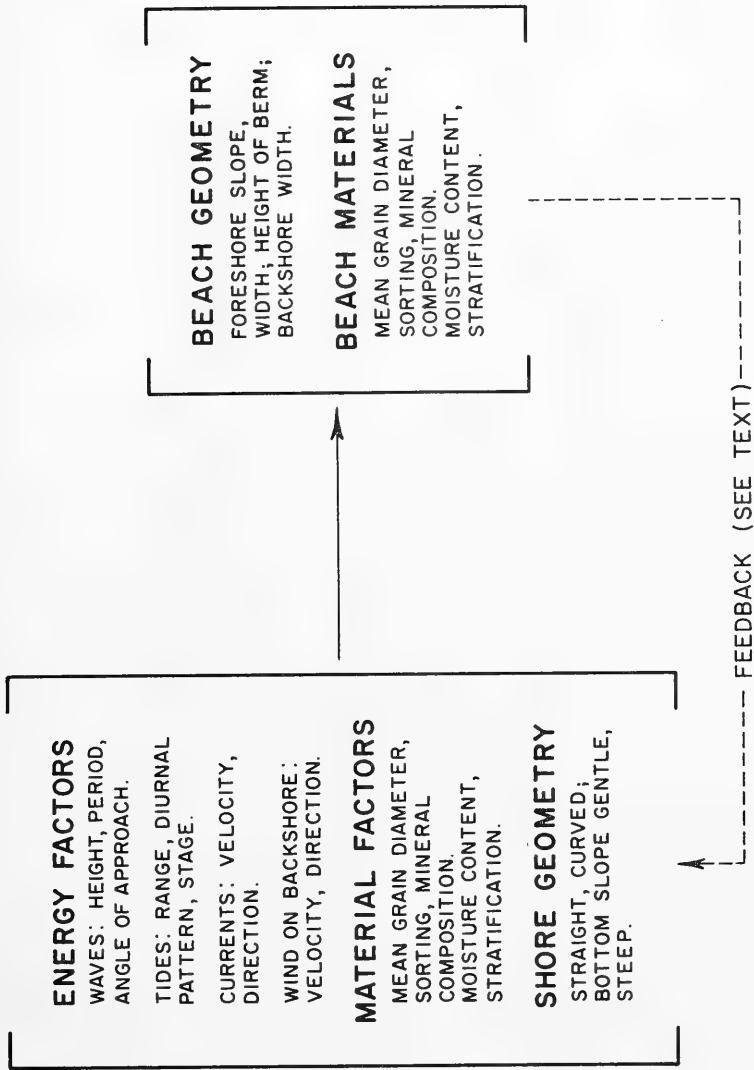 ENERGY FACTORS
WAVES: HEIGHT, PERIOD,
ANGLE OF APPROACH.
TIDES: RANGE, DIURNAL
PATTERN, STAGE.
CURRENTS: VELOCITY,
DIRECTION.
WIND ON BACKSHORE:
VELOCITY, DIRECTION.
MATERIAL FACTORS
MEAN GRAIN DIAMETER,
SORTING, MINERAL
COMPOSITION.
MOISTURE CONTENT,
STRATIFICATION.
SHORE GEOMETRY
STRAIGHT, CURVED;
BOTTOM SLOPE GENTLE,
STEEP.
BEACH GEOMETRY
FORESHORE SLOPE,
WIDTH; HEIGHT OF BERM;
BACKSHORE WIDTH.
BEACH MATERIALS
MEAN GRAIN DIAMETER,
SORTING, MINERAL
COMPOSITION.
MOISTURE CONTENT,
STRATIFICATION.
FEEDBACK (SEE TEXT)